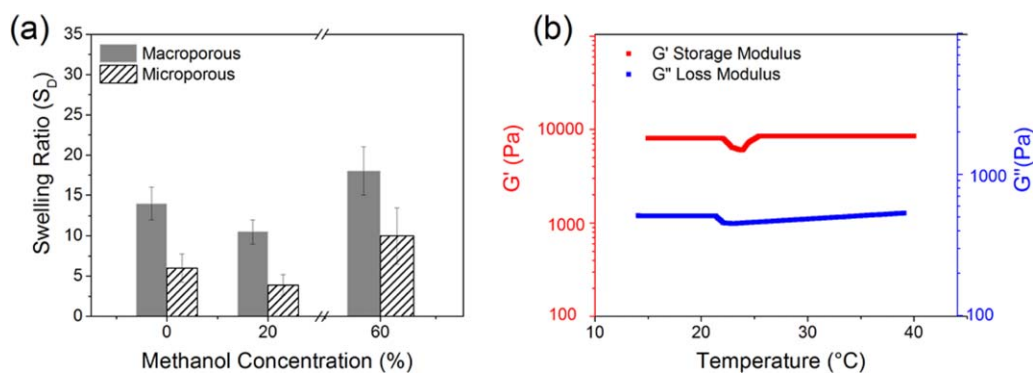 (a)
35
30
25
20
15
10
5
0
Swelling Ratio (S_D)
Macroporous
Microporous
0
20
60
Methanol Concentration (%)
(b)
G' Storage Modulus
G" Loss Modulus
10000
1000
100
G' (Pa)
1000
100
G"(Pa)
10
20
30
40
Temperature (°C)